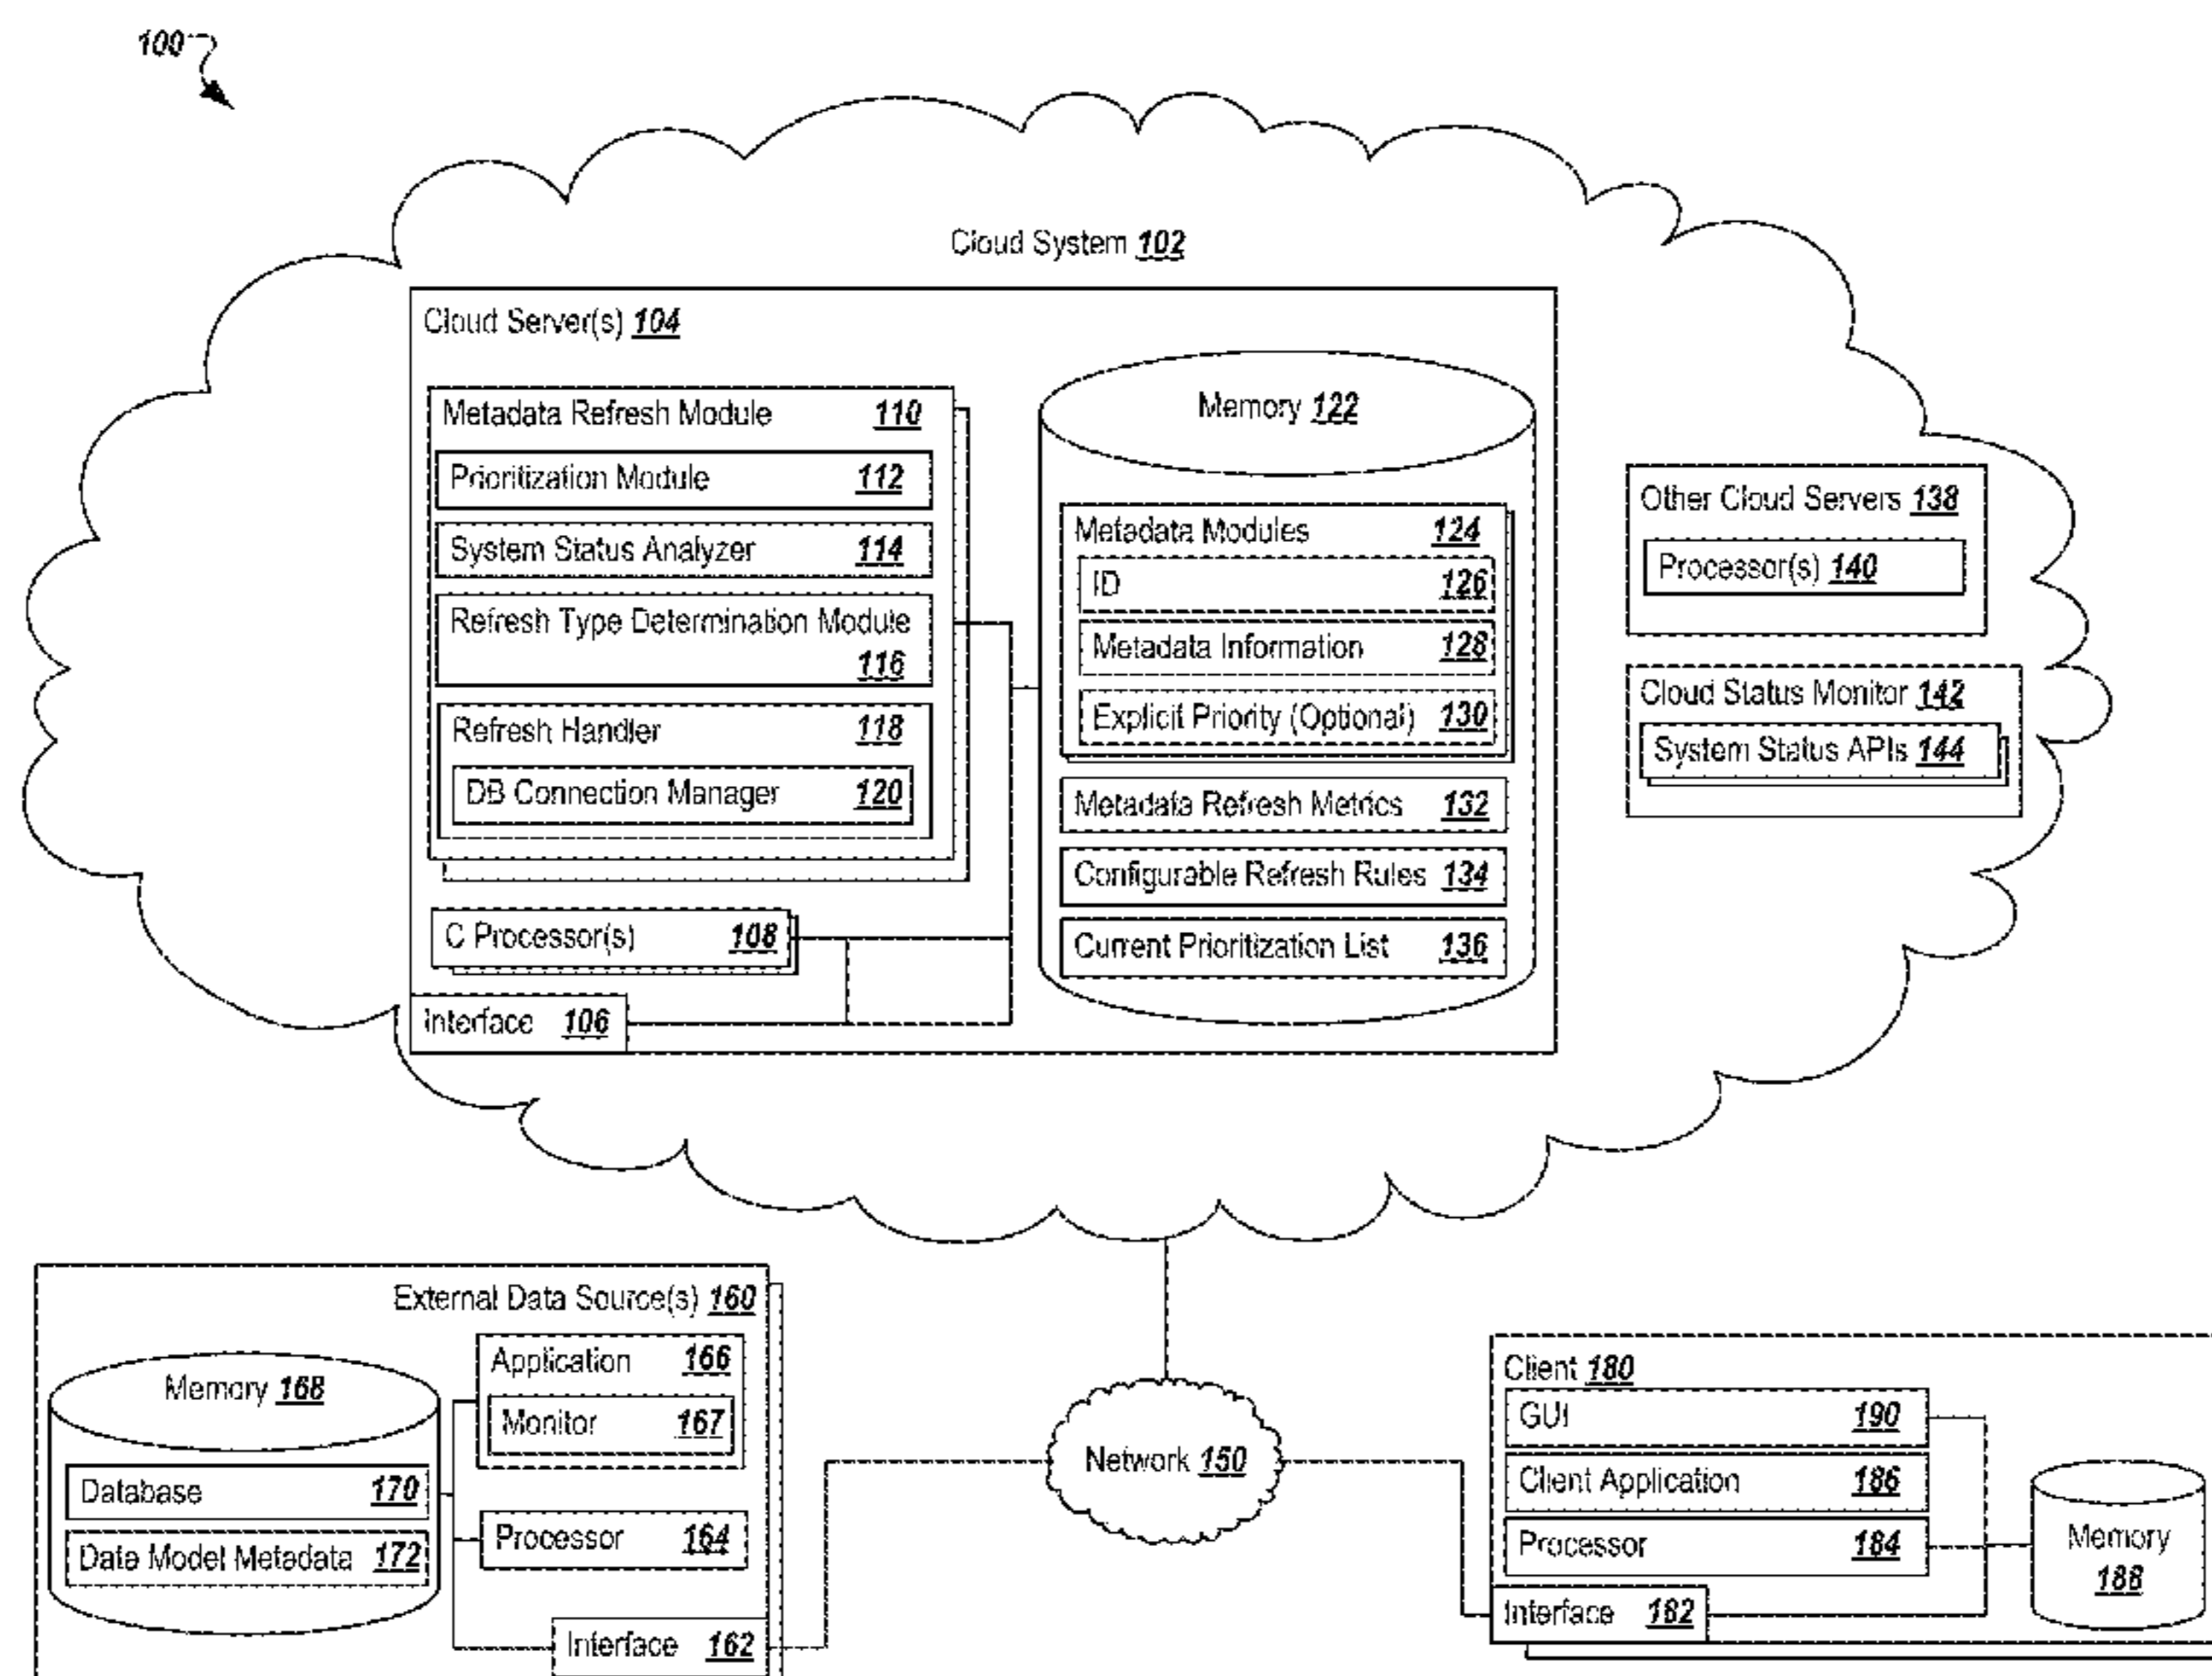 100
Cloud System 102
Cloud Server(s) 104
Metadata Refresh Module 110
Prioritization Module 112
System Status Analyzer 114
Refresh Type Determination Module
116
Refresh Handler 118
DB Connection Manager 120
C Processor(s) 108
Interface 106
Memory 122
Metadata Modules 124
ID 126
Metadata Information 128
Explicit Priority (Optional) 130
Metadata Refresh Metrics 132
Configurable Refresh Rules 134
Current Prioritization List 136
Other Cloud Servers 138
Processor(s) 140
Cloud Status Monitor 142
System Status APIs 144
External Data Source(s) 160
Memory 168
Database 170
Data Model Metadata 172
Application 166
Monitor 167
Processor 164
Interface 162
Network 150
Client 180
GUI 190
Client Application 186
Processor 184
Interface 182
Memory
188